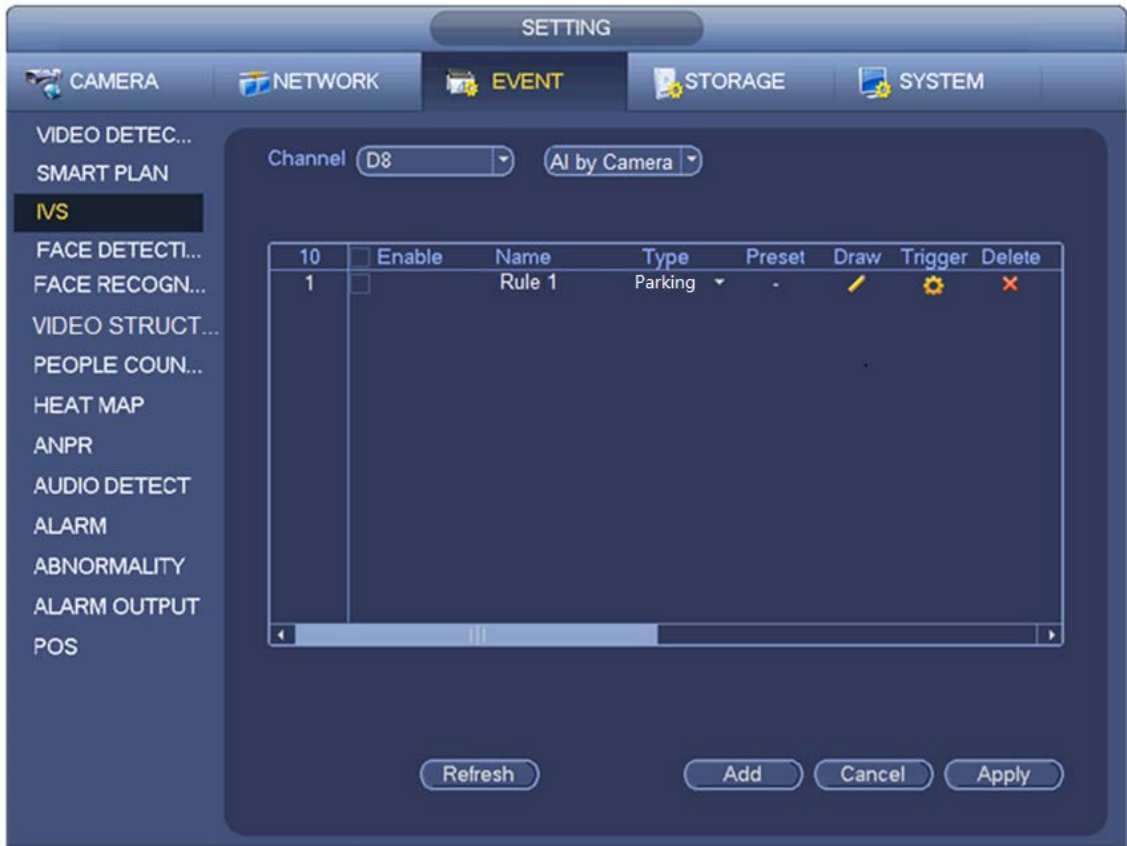 SETTING
CAMERA NETWORK EVENT STORAGE SYSTEM
VIDEO DETEC...
SMART PLAN
IVS
FACE DETECTI...
FACE RECOGN...
VIDEO STRUCT...
PEOPLE COUN...
HEAT MAP
ANPR
AUDIO DETECT
ALARM
ABNORMALITY
ALARM OUTPUT
POS
Channel D8 AI by Camera
10 Enable Name Type Preset Draw Trigger Delete
1 Rule 1 Parking -
Refresh Add Cancel Apply